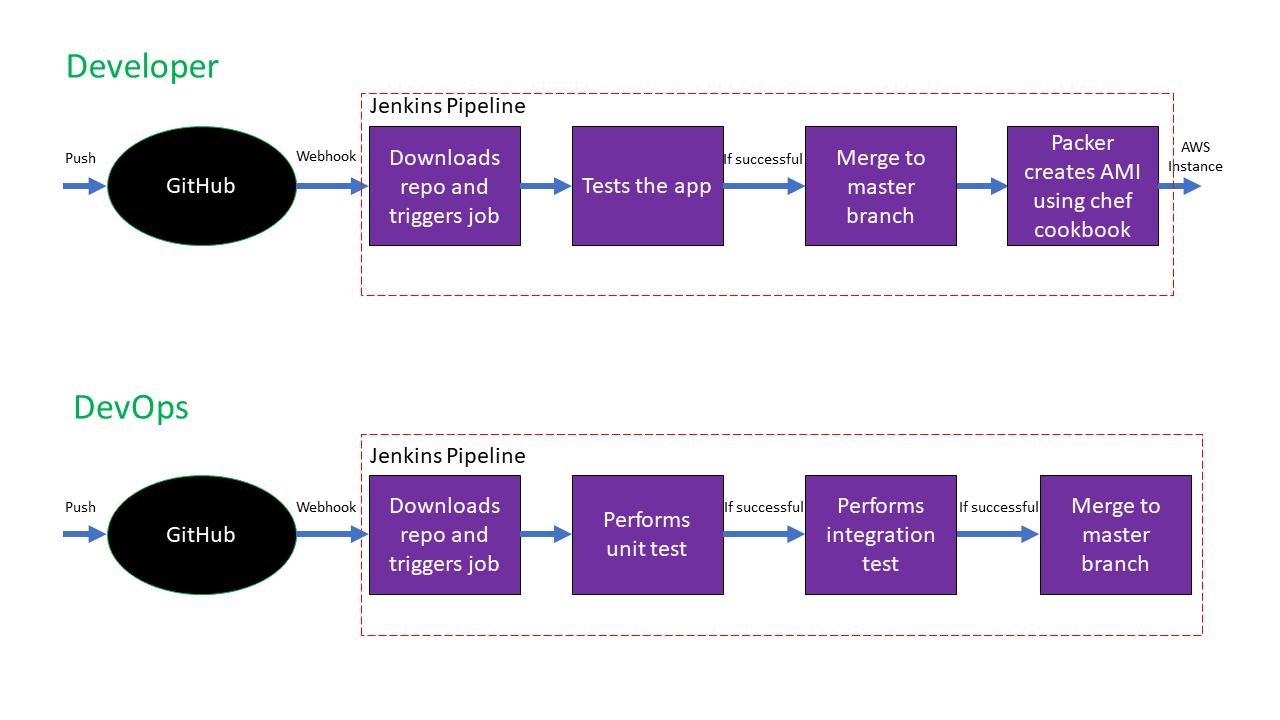 Developer
Jenkins Pipeline
Push
GitHub
Webhook
Downloads
repo and
triggers job
Tests the app
If successful
Merge to
master
branch
Packer
creates AMI
using chef
cookbook
AWS
Instance
DevOps
Jenkins Pipeline
Push
GitHub
Webhook
Downloads
repo and
triggers job
Performs
unit test
If successful
Performs
integration
test
If successful
Merge to
master
branch